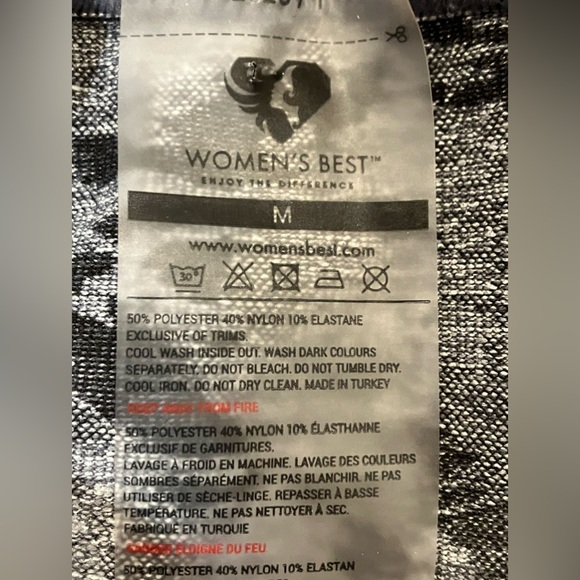 WOMEN'S BEST™
ENJOY THE DIFFERENCE
M
www.womensbest.com
30°
50% POLYESTER 40% NYLON 10% ELASTANE
EXCLUSIVE OF TRIMS.
COOL WASH INSIDE OUT. WASH DARK COLOURS
SEPARATELY. DO NOT BLEACH. DO NOT TUMBLE DRY.
COOL IRON. DO NOT DRY CLEAN. MADE IN TURKEY
KEEP AWAY FROM FIRE
50% POLYESTER 40% NYLON 10% ÉLASTHANNE
EXCLUSIF DE GARNITURES.
LAVAGE À FROID EN MACHINE. LAVAGE DES COULEURS
SOMBRES SÉPARÉMENT. NE PAS BLANCHIR. NE PAS
UTILISER DE SÈCHE-LINGE. REPASSER À BASSE
TEMPÉRATURE. NE PAS NETTOYER À SEC.
FABRIQUÉ EN TURQUIE
ÉLOIGNE DU FEU
50% POLYESTER 40% NYLON 10% ELASTAN